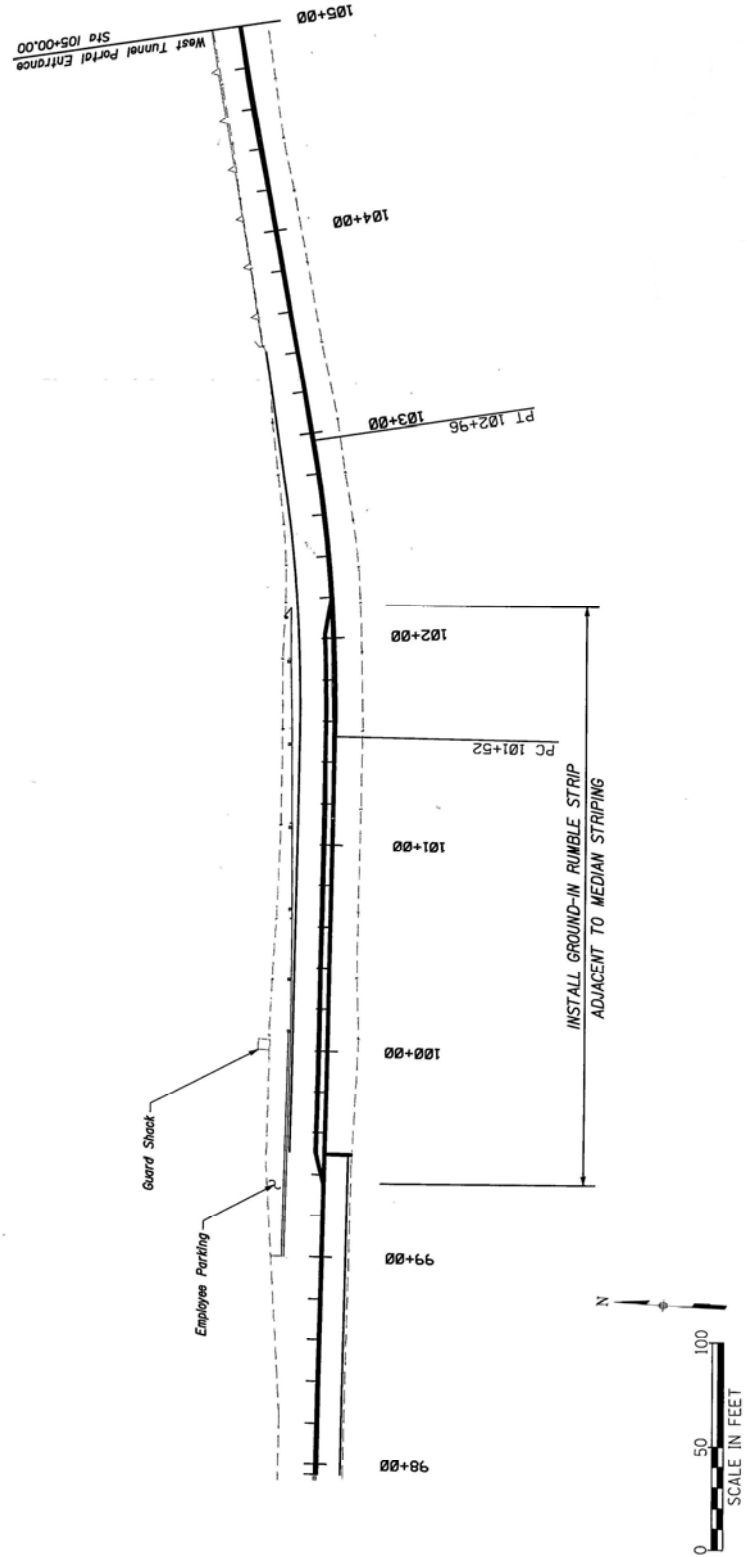 West Tunnel Portal Entrance
Sta 105+00.00
105+00
104+00
103+00
PT 102+96
102+00
PC 101+52
101+00
INSTALL GROUND-IN RUMBLE STRIP
ADJACENT TO MEDIAN STRIPING
100+00
Guard Shack
Employee Parking
99+00
98+00
N
0 50 100
SCALE IN FEET